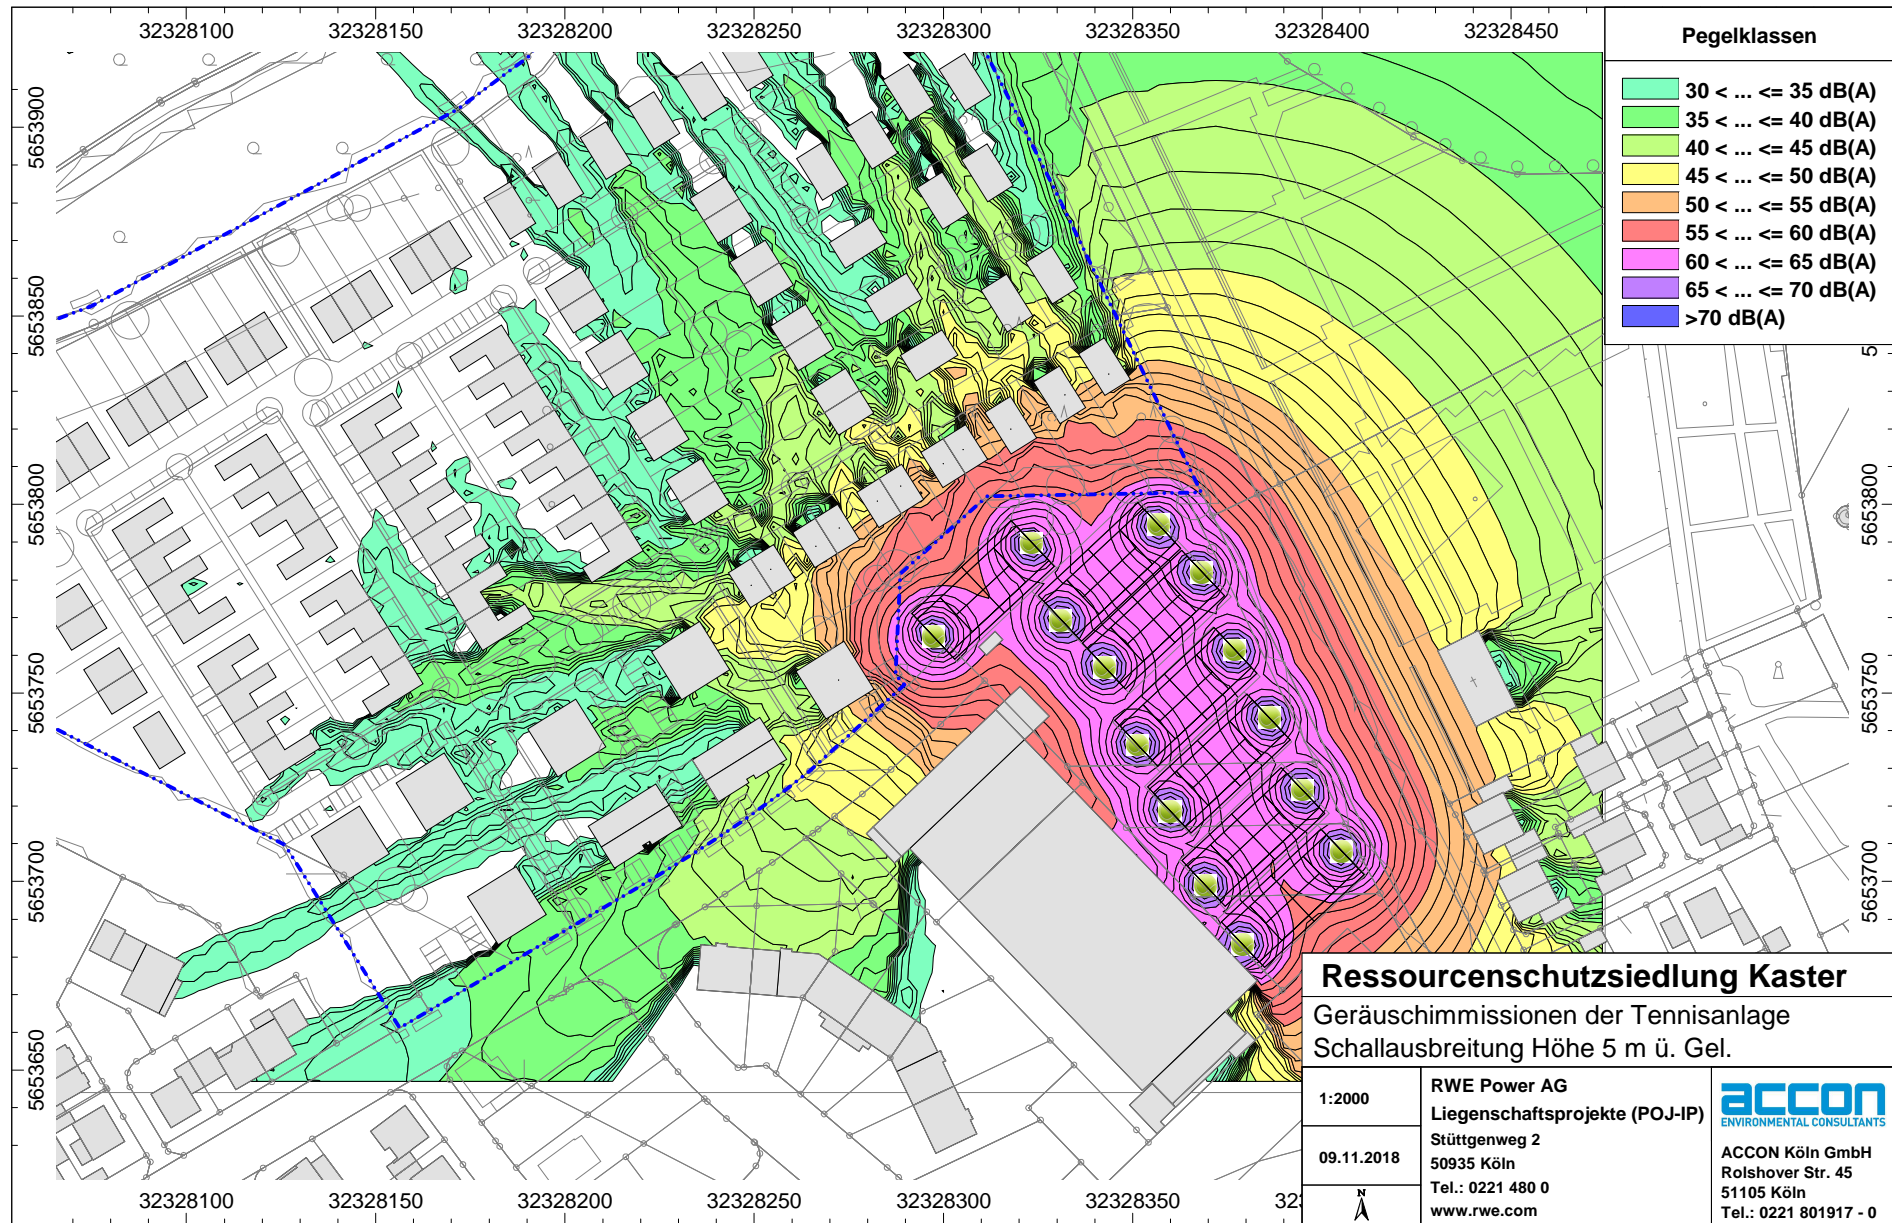 32328100 32328150 32328200 32328250 32328300 32328350 32328400 32328450
5653900
5653850
5653800
5653750
5653700
5653650
Pegelklassen
30 < ... <= 35 dB(A)
35 < ... <= 40 dB(A)
40 < ... <= 45 dB(A)
45 < ... <= 50 dB(A)
50 < ... <= 55 dB(A)
55 < ... <= 60 dB(A)
60 < ... <= 65 dB(A)
65 < ... <= 70 dB(A)
>70 dB(A)
5
5653800
5653750
5653700
Ressourcenschutzsiedlung Kaster
Geräuschimmissionen der Tennisanlage
Schallausbreitung Höhe 5 m ü. Gel.
1:2000
09.11.2018
N
RWE Power AG
Liegenschaftsprojekte (POJ-IP)
Stüttgenweg 2
50935 Köln
Tel.: 0221 480 0
www.rwe.com
accon
ENVIRONMENTAL CONSULTANTS
ACCON Köln GmbH
Rolshover Str. 45
51105 Köln
Tel.: 0221 801917 - 0
32328100 32328150 32328200 32328250 32328300 32328350 323